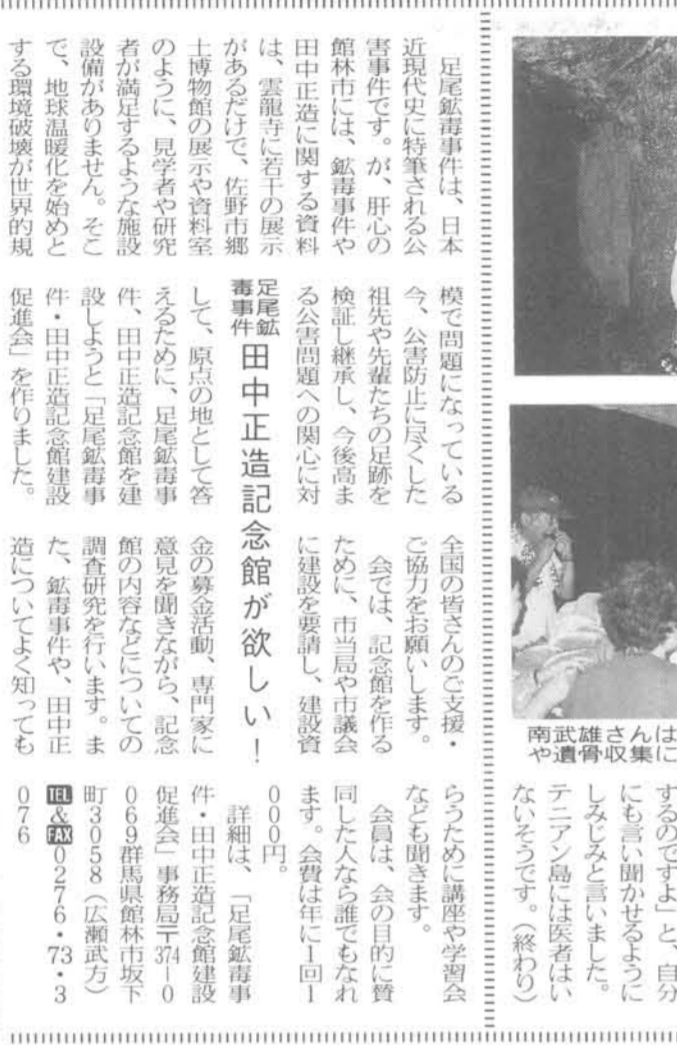 足尾鉱毒事件 田中正造記念館が欲しい!
足尾鉱毒事件は、日本
近現代史に特筆される公
害事件です。が、肝心の
館林市には、鉱毒事件や
田中正造に関する資料
は、雲龍寺に若干の展示
があるだけで、佐野市郷
土博物館の展示や資料室
のように、見学者や研究
者が満足するような施設
設備がありません。そこ
で、地球温暖化を始めと
する環境破壊が世界的規
模で問題になっている
今、公害防止に尽くした
祖先や先輩たちの足跡を
検証し継承し、今後高ま
る公害問題への関心に対
して、原点の地として答
えるために、足尾鉱毒事
件、田中正造記念館を建
設しようと「足尾鉱毒事
件・田中正造記念館建設
促進会」を作りました。
全国の皆さんのご支援・
ご協力をお願いします。
会では、記念館を作る
ために、市当局や市議会
に建設を要請し、建設資
金の募金活動、専門家に
意見を聞きながら、記念
館の内容などについての
調査研究を行います。ま
た、鉱毒事件や、田中正
造についてよく知っても
らうために講座や学習会
なども聞きます。
会員は、会の目的に賛
同した人なら誰でもなれ
ます。会費は年に1回1
000円。
詳細は、「足尾鉱毒事
件・田中正造記念館建設
促進会」事務局〒374-0
069群馬県館林市坂下
町3058(広瀬武方)
TEL&FAX0276・73・3
076
南武雄さんは
や遺骨収集に
するのですよ」と、自分
にも言い聞かせるように
しみじみと言いました。
テニアン島には医者はい
ないそうです。(終わり)